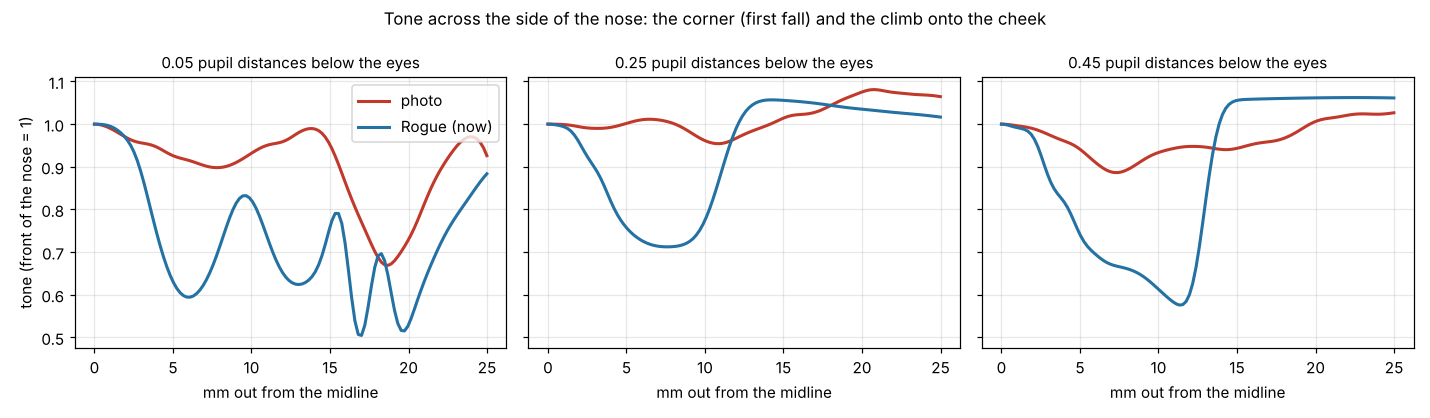 Tone across the side of the nose: the corner (first fall) and the climb onto the cheek
0.05 pupil distances below the eyes
0.25 pupil distances below the eyes
0.45 pupil distances below the eyes
tone (front of the nose = 1)
1.1
1.0
0.9
0.8
0.7
0.6
0.5
photo
Rogue (now)
0 5 10 15 20 25
0 5 10 15 20 25
0 5 10 15 20 25
mm out from the midline
mm out from the midline
mm out from the midline